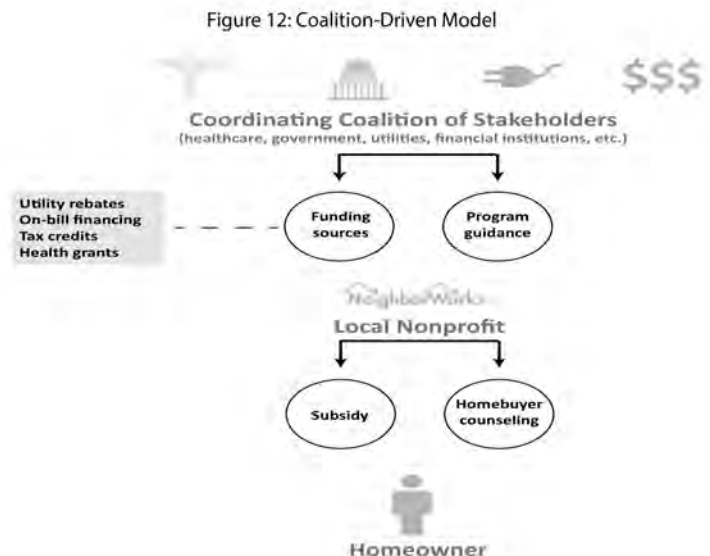 Figure 12: Coalition-Driven Model
$$$
Coordinating Coalition of Stakeholders
(healthcare, government, utilities, financial institutions, etc.)
Utility rebates
On-bill financing
Tax credits
Health grants
Funding
sources
Program
guidance
NeighborWorks
Local Nonprofit
Subsidy
Homebuyer
counseling
Homeowner